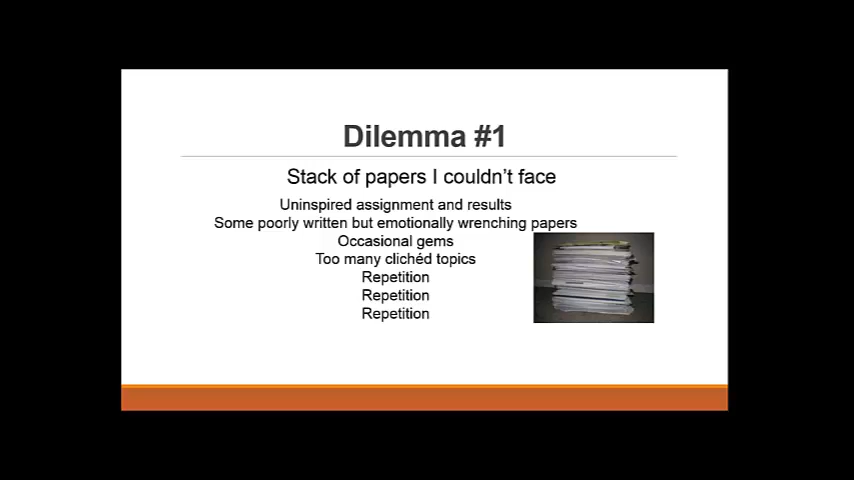 Dilemma #1
Stack of papers I couldn’t face
Uninspired assignment and results
Some poorly written but emotionally wrenching papers
Occasional gems
Too many clichéd topics
Repetition
Repetition
Repetition